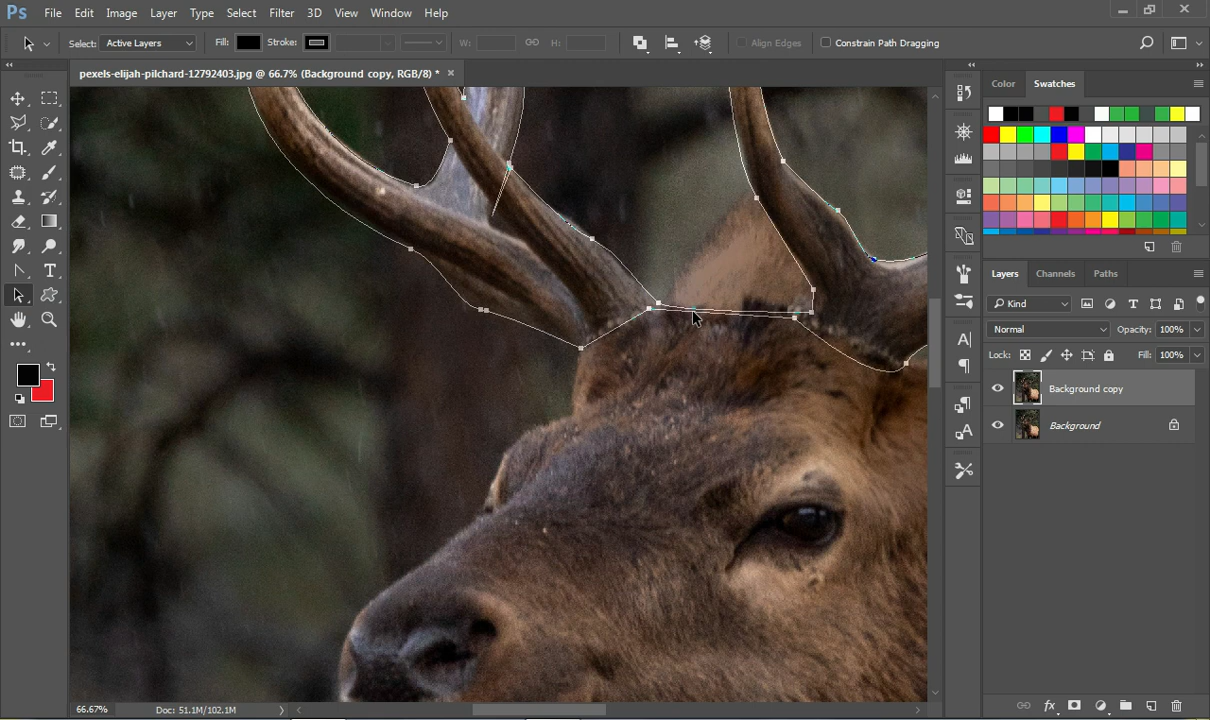 Ps File Edit Image Layer Type Select Filter 3D View Window Help
Select: Active Layers Fill: Stroke: W: H: Align Edges Constrain Path Dragging
pexels-elijah-pilchard-12792403.jpg @ 66.7% (Background copy, RGB/8) *
Color Swatches
Layers Channels Paths
Kind
Normal Opacity: 100%
Lock: Fill: 100%
Background copy
Background
66.67% Doc: 51.1M/102.1M